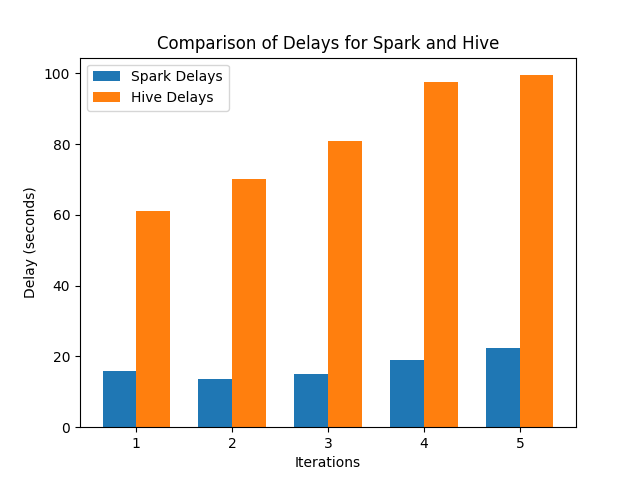 Comparison of Delays for Spark and Hive
Spark Delays
Hive Delays
100
80
60
40
20
0
Delay (seconds)
1 2 3 4 5
Iterations